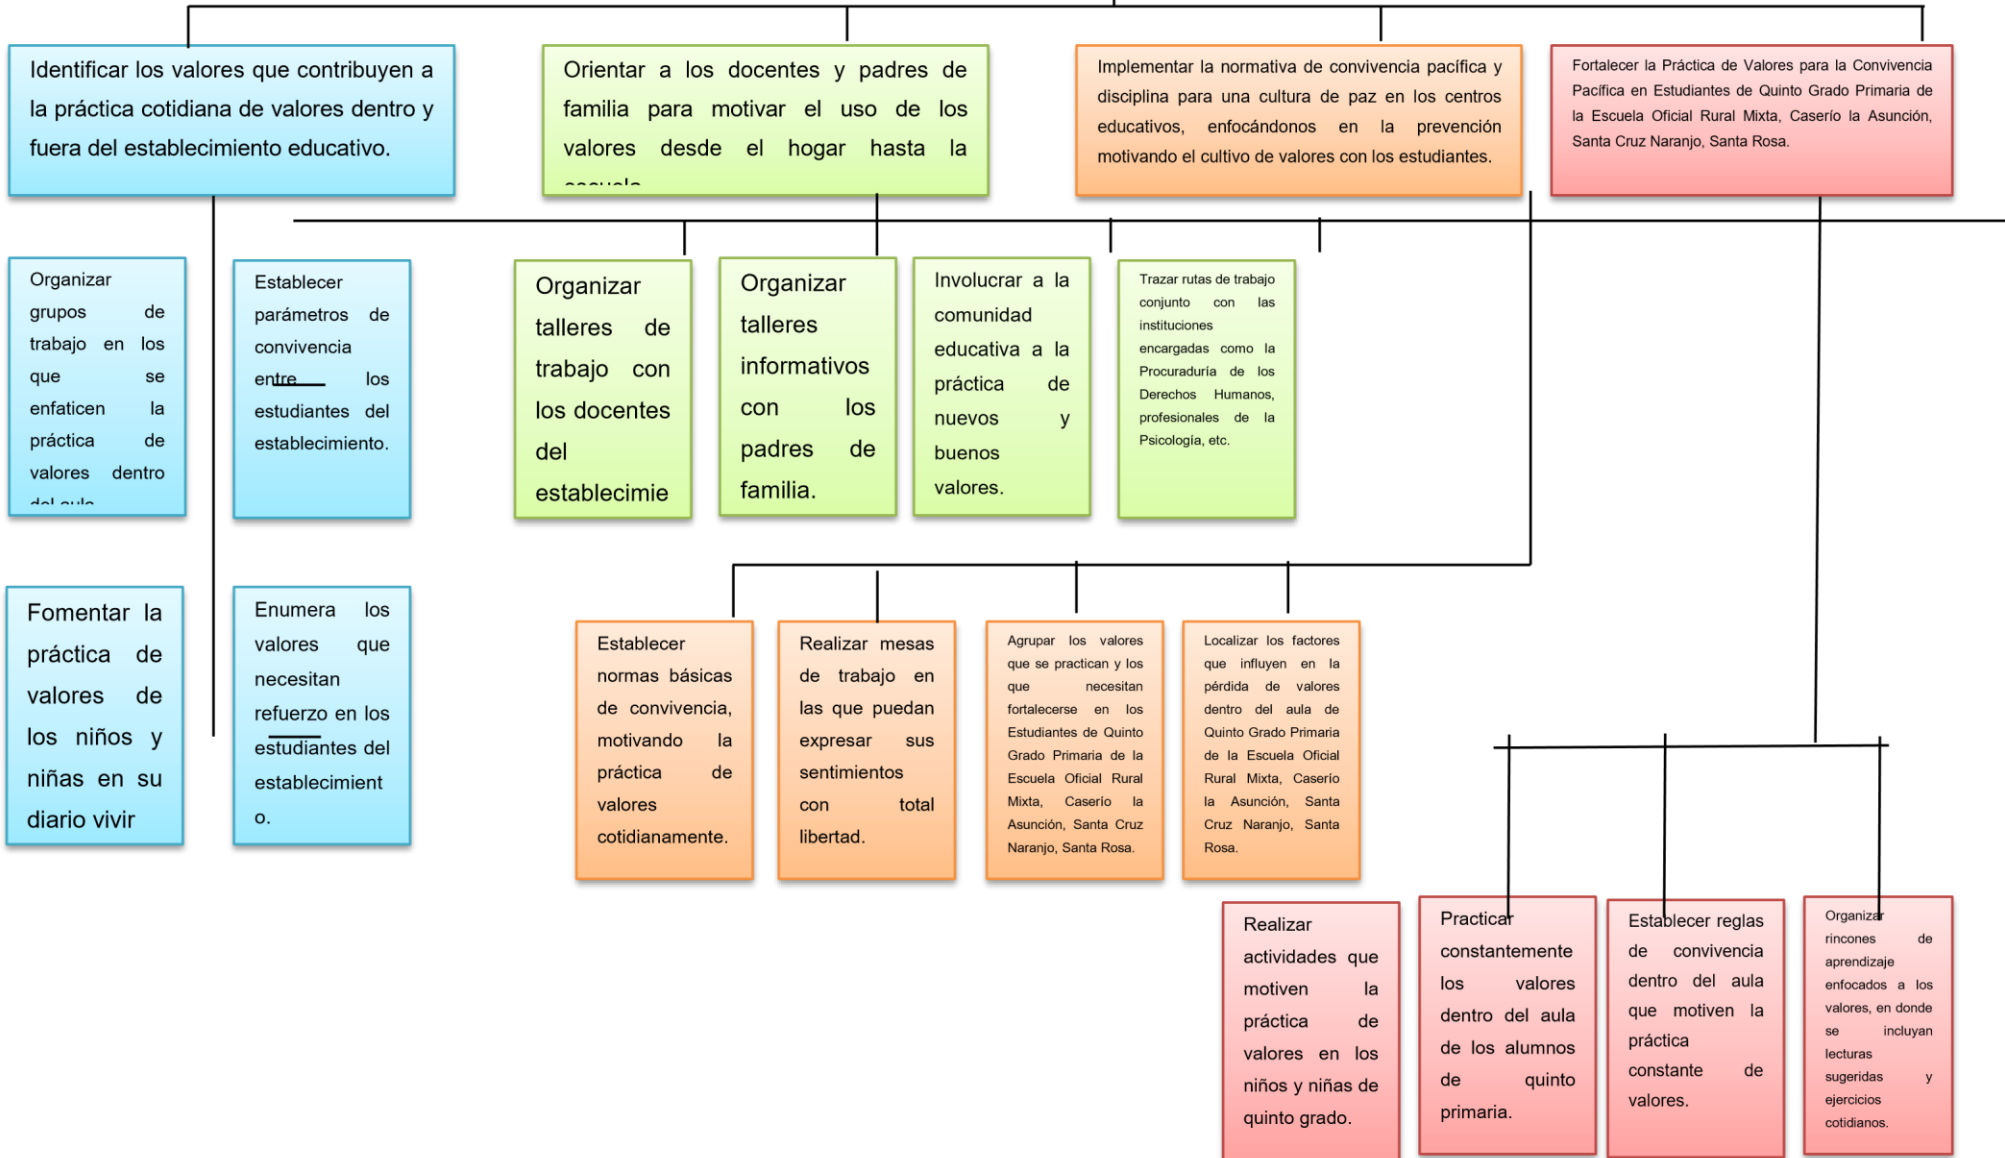 Identificar los valores que contribuyen a
la práctica cotidiana de valores dentro y
fuera del establecimiento educativo.
Orientar a los docentes y padres de
familia para motivar el uso de los
valores desde el hogar hasta la
escuela
Implementar la normativa de convivencia pacífica y
disciplina para una cultura de paz en los centros
educativos, enfocándonos en la prevención
motivando el cultivo de valores con los estudiantes.
Fortalecer la Práctica de Valores para la Convivencia
Pacífica en Estudiantes de Quinto Grado Primaria de
la Escuela Oficial Rural Mixta, Caserío la Asunción,
Santa Cruz Naranjo, Santa Rosa.
Organizar
grupos de
trabajo en los
que se
enfaticen la
práctica de
valores dentro
del aula
Establecer
parámetros de
convivencia
entre los
estudiantes del
establecimiento.
Organizar
talleres de
trabajo con
los docentes
del
establecimie
Organizar
talleres
informativos
con los
padres de
familia.
Involucrar a la
comunidad
educativa a la
práctica de
nuevos y
buenos
valores.
Trazar rutas de trabajo
conjunto con las
instituciones
encargadas como la
Procuraduría de los
Derechos Humanos,
profesionales de la
Psicología, etc.
Fomentar la
práctica de
valores de
los niños y
niñas en su
diario vivir
Enumera los
valores que
necesitan
refuerzo en los
estudiantes del
establecimient
o.
Establecer
normas básicas
de convivencia,
motivando la
práctica de
valores
cotidianamente.
Realizar mesas
de trabajo en
las que puedan
expresar sus
sentimientos
con total
libertad.
Agrupar los valores
que se practican y los
que necesitan
fortalecerse en los
Estudiantes de Quinto
Grado Primaria de la
Escuela Oficial Rural
Mixta, Caserío la
Asunción, Santa Cruz
Naranjo, Santa Rosa.
Localizar los factores
que influyen en la
pérdida de valores
dentro del aula de
Quinto Grado Primaria
de la Escuela Oficial
Rural Mixta, Caserío
la Asunción, Santa
Cruz Naranjo, Santa
Rosa.
Realizar
actividades que
motiven la
práctica de
valores en los
niños y niñas de
quinto grado.
Practicar
constantemente
los valores
dentro del aula
de los alumnos
de quinto
primaria.
Establecer reglas
de convivencia
dentro del aula
que motiven la
práctica
constante de
valores.
Organizar
rincones de
aprendizaje
enfocados a los
valores, en donde
se incluyan
lecturas
sugeridas y
ejercicios
cotidianos.